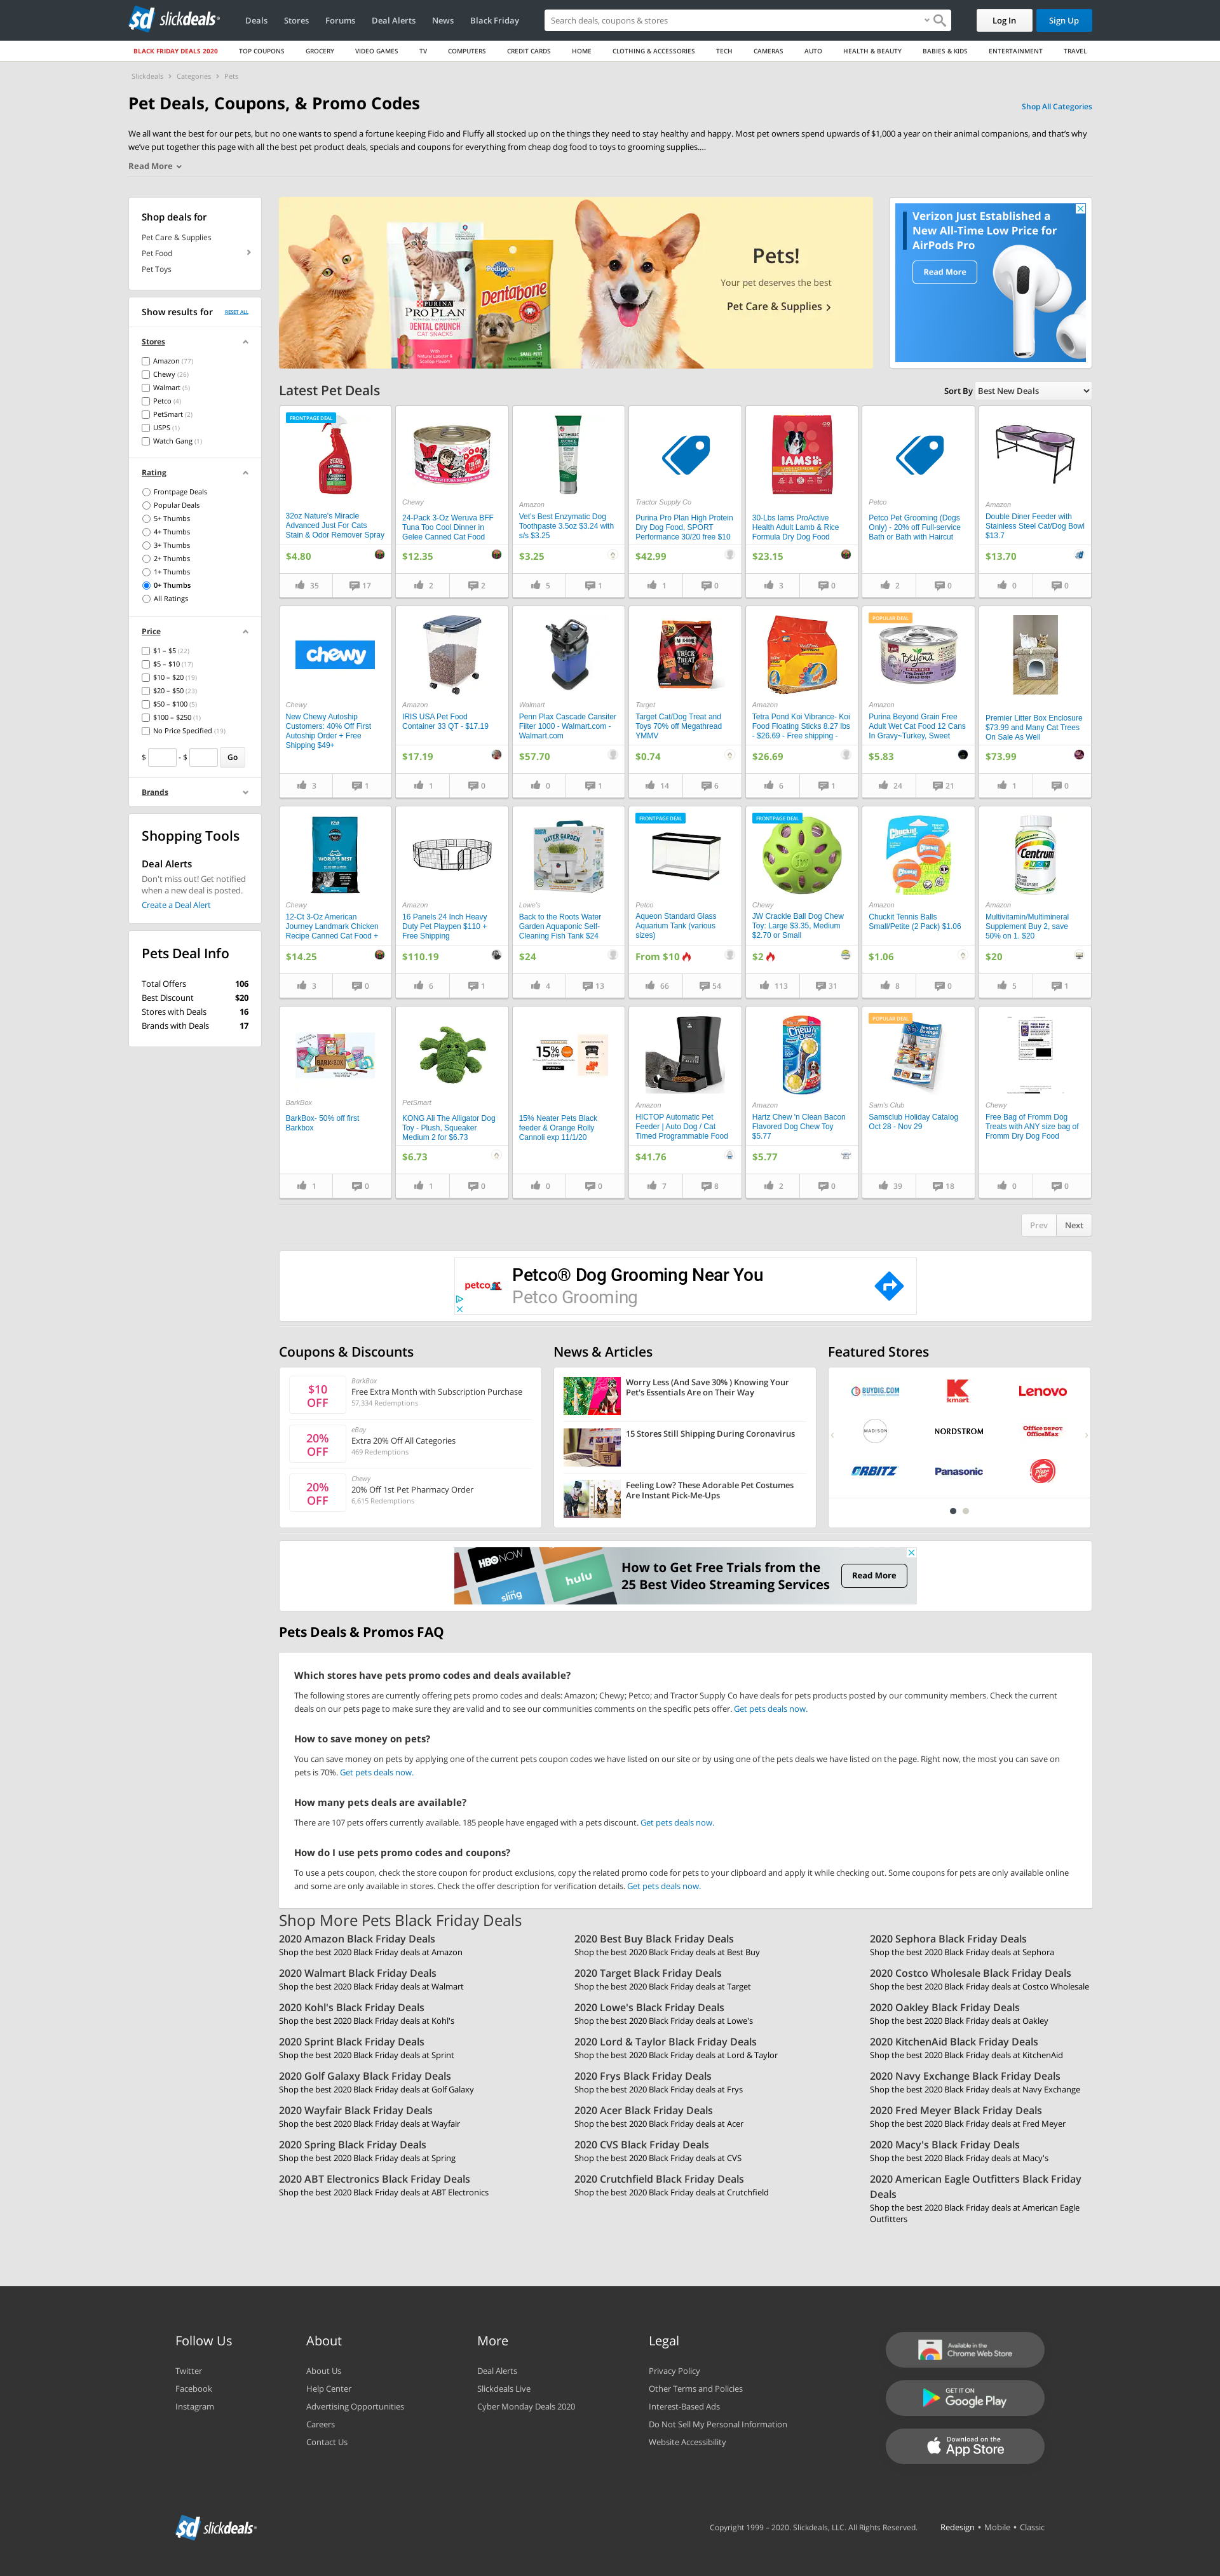 slickdeals
Deals
Stores
Forums
Deal Alerts
News
Black Friday
Search deals, coupons & stores
Log In
Sign Up
BLACK FRIDAY DEALS 2020
TOP COUPONS
GROCERY
VIDEO GAMES
TV
COMPUTERS
CREDIT CARDS
HOME
CLOTHING & ACCESSORIES
TECH
CAMERAS
AUTO
HEALTH & BEAUTY
BABIES & KIDS
ENTERTAINMENT
TRAVEL
Slickdeals › Categories › Pets
Pet Deals, Coupons, & Promo Codes
Shop All Categories
We all want the best for our pets, but no one wants to spend a fortune keeping Fido and Fluffy all stocked up on the things they need to stay healthy and happy. Most pet owners spend upwards of $1,000 a year on their animal companions, and that's why
we've put together this page with all the best pet product deals, specials and coupons for everything from cheap dog food to toys to grooming supplies....
Read More
Shop deals for
Pet Care & Supplies
Pet Food
Pet Toys
Show results for
RESET ALL
Stores
Amazon (77)
Chewy (26)
Walmart (5)
Petco (4)
PetSmart (2)
USPS (1)
Watch Gang (1)
Rating
Frontpage Deals
Popular Deals
5+ Thumbs
4+ Thumbs
3+ Thumbs
2+ Thumbs
1+ Thumbs
0+ Thumbs
All Ratings
Price
$1 – $5 (22)
$5 – $10 (17)
$10 – $20 (19)
$20 – $50 (23)
$50 – $100 (5)
$100 – $250 (1)
No Price Specified (19)
$ - $ Go
Brands
Shopping Tools
Deal Alerts
Don't miss out! Get notified
when a new deal is posted.
Create a Deal Alert
Pets Deal Info
Total Offers 106
Best Discount $20
Stores with Deals 16
Brands with Deals 17
PURINA
PRO PLAN
DENTAL CRUNCH
CAT SNACKS
Pedigree
Dentabone
Pets!
Your pet deserves the best
Pet Care & Supplies
Verizon Just Established a
New All-Time Low Price for
AirPods Pro
Read More
Latest Pet Deals
Sort By Best New Deals
FRONTPAGE DEAL
32oz Nature's Miracle
Advanced Just For Cats
Stain & Odor Remover Spray
$4.80
35 17
Chewy
24-Pack 3-Oz Weruva BFF
Tuna Too Cool Dinner in
Gelee Canned Cat Food
$12.35
2 2
Amazon
Vet's Best Enzymatic Dog
Toothpaste 3.5oz $3.24 with
s/s $3.25
$3.25
5 1
Tractor Supply Co
Purina Pro Plan High Protein
Dry Dog Food, SPORT
Performance 30/20 free $10
$42.99
1 0
IAMS
30-Lbs Iams ProActive
Health Adult Lamb & Rice
Formula Dry Dog Food
$23.15
3 0
Petco
Petco Pet Grooming (Dogs
Only) - 20% off Full-service
Bath or Bath with Haircut
2 0
Amazon
Double Diner Feeder with
Stainless Steel Cat/Dog Bowl
$13.7
$13.70
0 0
chewy
Chewy
New Chewy Autoship
Customers: 40% Off First
Autoship Order + Free
Shipping $49+
3 1
Amazon
IRIS USA Pet Food
Container 33 QT - $17.19
$17.19
1 0
Walmart
Penn Plax Cascade Cansiter
Filter 1000 - Walmart.com -
Walmart.com
$57.70
0 1
Target
Target Cat/Dog Treat and
Toys 70% off Megathread
YMMV
$0.74
14 6
Amazon
Tetra Pond Koi Vibrance- Koi
Food Floating Sticks 8.27 lbs
- $26.69 - Free shipping -
$26.69
6 1
POPULAR DEAL
Beyond
Amazon
Purina Beyond Grain Free
Adult Wet Cat Food 12 Cans
In Gravy~Turkey, Sweet
$5.83
24 21
Premier Litter Box Enclosure
$73.99 and Many Cat Trees
On Sale As Well
$73.99
1 0
WORLD'S BEST
Chewy
12-Ct 3-Oz American
Journey Landmark Chicken
Recipe Canned Cat Food +
$14.25
3 0
Amazon
16 Panels 24 Inch Heavy
Duty Pet Playpen $110 +
Free Shipping
$110.19
6 1
WATER GARDEN
Lowe's
Back to the Roots Water
Garden Aquaponic Self-
Cleaning Fish Tank $24
$24
4 13
FRONTPAGE DEAL
Petco
Aqueon Standard Glass
Aquarium Tank (various
sizes)
From $10
66 54
FRONTPAGE DEAL
Chewy
JW Crackle Ball Dog Chew
Toy: Large $3.35, Medium
$2.70 or Small
$2
113 31
Chuckit!
Amazon
Chuckit Tennis Balls
Small/Petite (2 Pack) $1.06
$1.06
8 0
Centrum
Amazon
Multivitamin/Multimineral
Supplement Buy 2, save
50% on 1. $20
$20
5 1
BARKBOX
BarkBox
BarkBox- 50% off first
Barkbox
1 0
PetSmart
KONG Ali The Alligator Dog
Toy - Plush, Squeaker
Medium 2 for $6.73
$6.73
1 0
15% OFF
15% Neater Pets Black
feeder & Orange Rolly
Cannoli exp 11/1/20
0 0
Amazon
HICTOP Automatic Pet
Feeder | Auto Dog / Cat
Timed Programmable Food
$41.76
7 8
Chew 'n Clean
Amazon
Hartz Chew 'n Clean Bacon
Flavored Dog Chew Toy
$5.77
$5.77
2 0
POPULAR DEAL
Instant Savings
Sam's Club
Samsclub Holiday Catalog
Oct 28 - Nov 29
39 18
Chewy
Free Bag of Fromm Dog
Treats with ANY size bag of
Fromm Dry Dog Food
0 0
Prev Next
petco
Petco® Dog Grooming Near You
Petco Grooming
Coupons & Discounts
$10
OFF
BarkBox
Free Extra Month with Subscription Purchase
57,334 Redemptions
20%
OFF
eBay
Extra 20% Off All Categories
469 Redemptions
20%
OFF
Chewy
20% Off 1st Pet Pharmacy Order
6,615 Redemptions
News & Articles
Worry Less (And Save 30% ) Knowing Your
Pet's Essentials Are on Their Way
15 Stores Still Shipping During Coronavirus
Feeling Low? These Adorable Pet Costumes
Are Instant Pick-Me-Ups
Featured Stores
BUYDIG.COM
kmart
Lenovo
MADISON
NORDSTROM
Office DEPOT
OfficeMax
ORBITZ
Panasonic
HBO NOW
sling
hulu
How to Get Free Trials from the
25 Best Video Streaming Services
Read More
Pets Deals & Promos FAQ
Which stores have pets promo codes and deals available?
The following stores are currently offering pets promo codes and deals: Amazon; Chewy; Petco; and Tractor Supply Co have deals for pets products posted by our community members. Check the current
deals on our pets page to make sure they are valid and to see our communities comments on the specific pets offer. Get pets deals now.
How to save money on pets?
You can save money on pets by applying one of the current pets coupon codes we have listed on our site or by using one of the pets deals we have listed on the page. Right now, the most you can save on
pets is 70%. Get pets deals now.
How many pets deals are available?
There are 107 pets offers currently available. 185 people have engaged with a pets discount. Get pets deals now.
How do I use pets promo codes and coupons?
To use a pets coupon, check the store coupon for product exclusions, copy the related promo code for pets to your clipboard and apply it while checking out. Some coupons for pets are only available online
and some are only available in stores. Check the offer description for verification details. Get pets deals now.
Shop More Pets Black Friday Deals
2020 Amazon Black Friday Deals
Shop the best 2020 Black Friday deals at Amazon
2020 Best Buy Black Friday Deals
Shop the best 2020 Black Friday deals at Best Buy
2020 Sephora Black Friday Deals
Shop the best 2020 Black Friday deals at Sephora
2020 Walmart Black Friday Deals
Shop the best 2020 Black Friday deals at Walmart
2020 Target Black Friday Deals
Shop the best 2020 Black Friday deals at Target
2020 Costco Wholesale Black Friday Deals
Shop the best 2020 Black Friday deals at Costco Wholesale
2020 Kohl's Black Friday Deals
Shop the best 2020 Black Friday deals at Kohl's
2020 Lowe's Black Friday Deals
Shop the best 2020 Black Friday deals at Lowe's
2020 Oakley Black Friday Deals
Shop the best 2020 Black Friday deals at Oakley
2020 Sprint Black Friday Deals
Shop the best 2020 Black Friday deals at Sprint
2020 Lord & Taylor Black Friday Deals
Shop the best 2020 Black Friday deals at Lord & Taylor
2020 KitchenAid Black Friday Deals
Shop the best 2020 Black Friday deals at KitchenAid
2020 Golf Galaxy Black Friday Deals
Shop the best 2020 Black Friday deals at Golf Galaxy
2020 Frys Black Friday Deals
Shop the best 2020 Black Friday deals at Frys
2020 Navy Exchange Black Friday Deals
Shop the best 2020 Black Friday deals at Navy Exchange
2020 Wayfair Black Friday Deals
Shop the best 2020 Black Friday deals at Wayfair
2020 Acer Black Friday Deals
Shop the best 2020 Black Friday deals at Acer
2020 Fred Meyer Black Friday Deals
Shop the best 2020 Black Friday deals at Fred Meyer
2020 Spring Black Friday Deals
Shop the best 2020 Black Friday deals at Spring
2020 CVS Black Friday Deals
Shop the best 2020 Black Friday deals at CVS
2020 Macy's Black Friday Deals
Shop the best 2020 Black Friday deals at Macy's
2020 ABT Electronics Black Friday Deals
Shop the best 2020 Black Friday deals at ABT Electronics
2020 Crutchfield Black Friday Deals
Shop the best 2020 Black Friday deals at Crutchfield
2020 American Eagle Outfitters Black Friday
Deals
Shop the best 2020 Black Friday deals at American Eagle
Outfitters
Follow Us
Twitter
Facebook
Instagram
About
About Us
Help Center
Advertising Opportunities
Careers
Contact Us
More
Deal Alerts
Slickdeals Live
Cyber Monday Deals 2020
Legal
Privacy Policy
Other Terms and Policies
Interest-Based Ads
Do Not Sell My Personal Information
Website Accessibility
Available in the
Chrome Web Store
GET IT ON
Google Play
Download on the
App Store
slickdeals
Copyright 1999 – 2020. Slickdeals, LLC. All Rights Reserved.
Redesign • Mobile • Classic